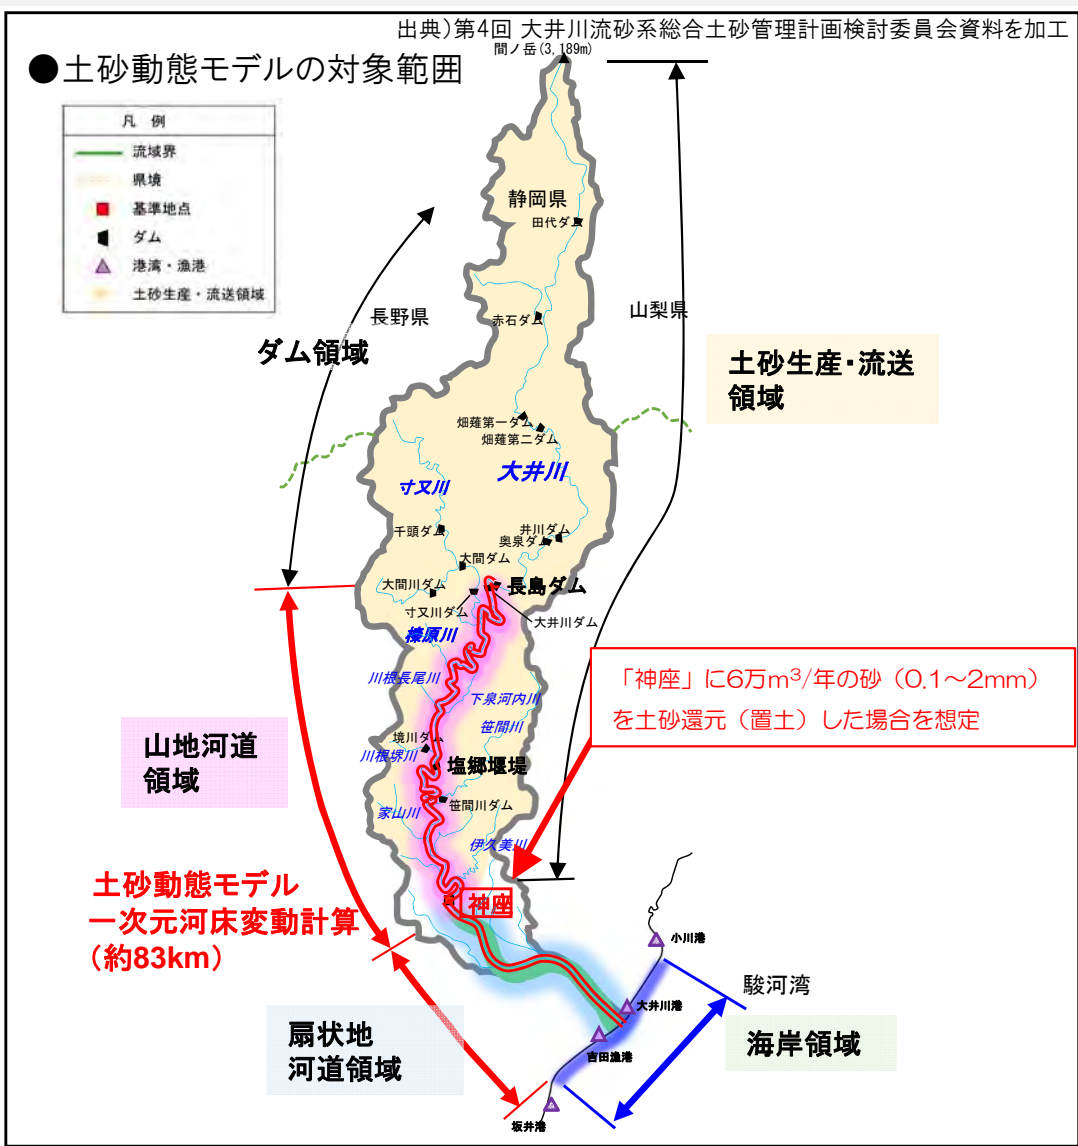 出典)第4回 大井川流砂系総合土砂管理計画検討委員会資料を加工
間ノ岳(3,189m)
●土砂動態モデルの対象範囲
凡 例
流域界
県境
基準地点
ダム
港湾・漁港
土砂生産・流送領域
静岡県
田代ダム
長野県
赤石ダム
山梨県
ダム領域
土砂生産・流送
領域
畑薙第一ダム
畑薙第二ダム
大井川
寸又川
千頭ダム
井川ダム
奥泉ダム
大間ダム
大間川ダム
長島ダム
寸又川ダム
大井川ダム
榛原川
「神座」に6万m³/年の砂(0.1~2mm)
を土砂還元(置土)した場合を想定
川根長尾川
下泉河内川
笹間川
山地河道
領域
境川ダム
川根堺川
塩郷堰堤
笹間川ダム
家山川
伊久美川
土砂動態モデル
一次元河床変動計算
(約83km)
神座
小川港
駿河湾
大井川港
扇状地
河道領域
海岸領域
吉田漁港
坂井港